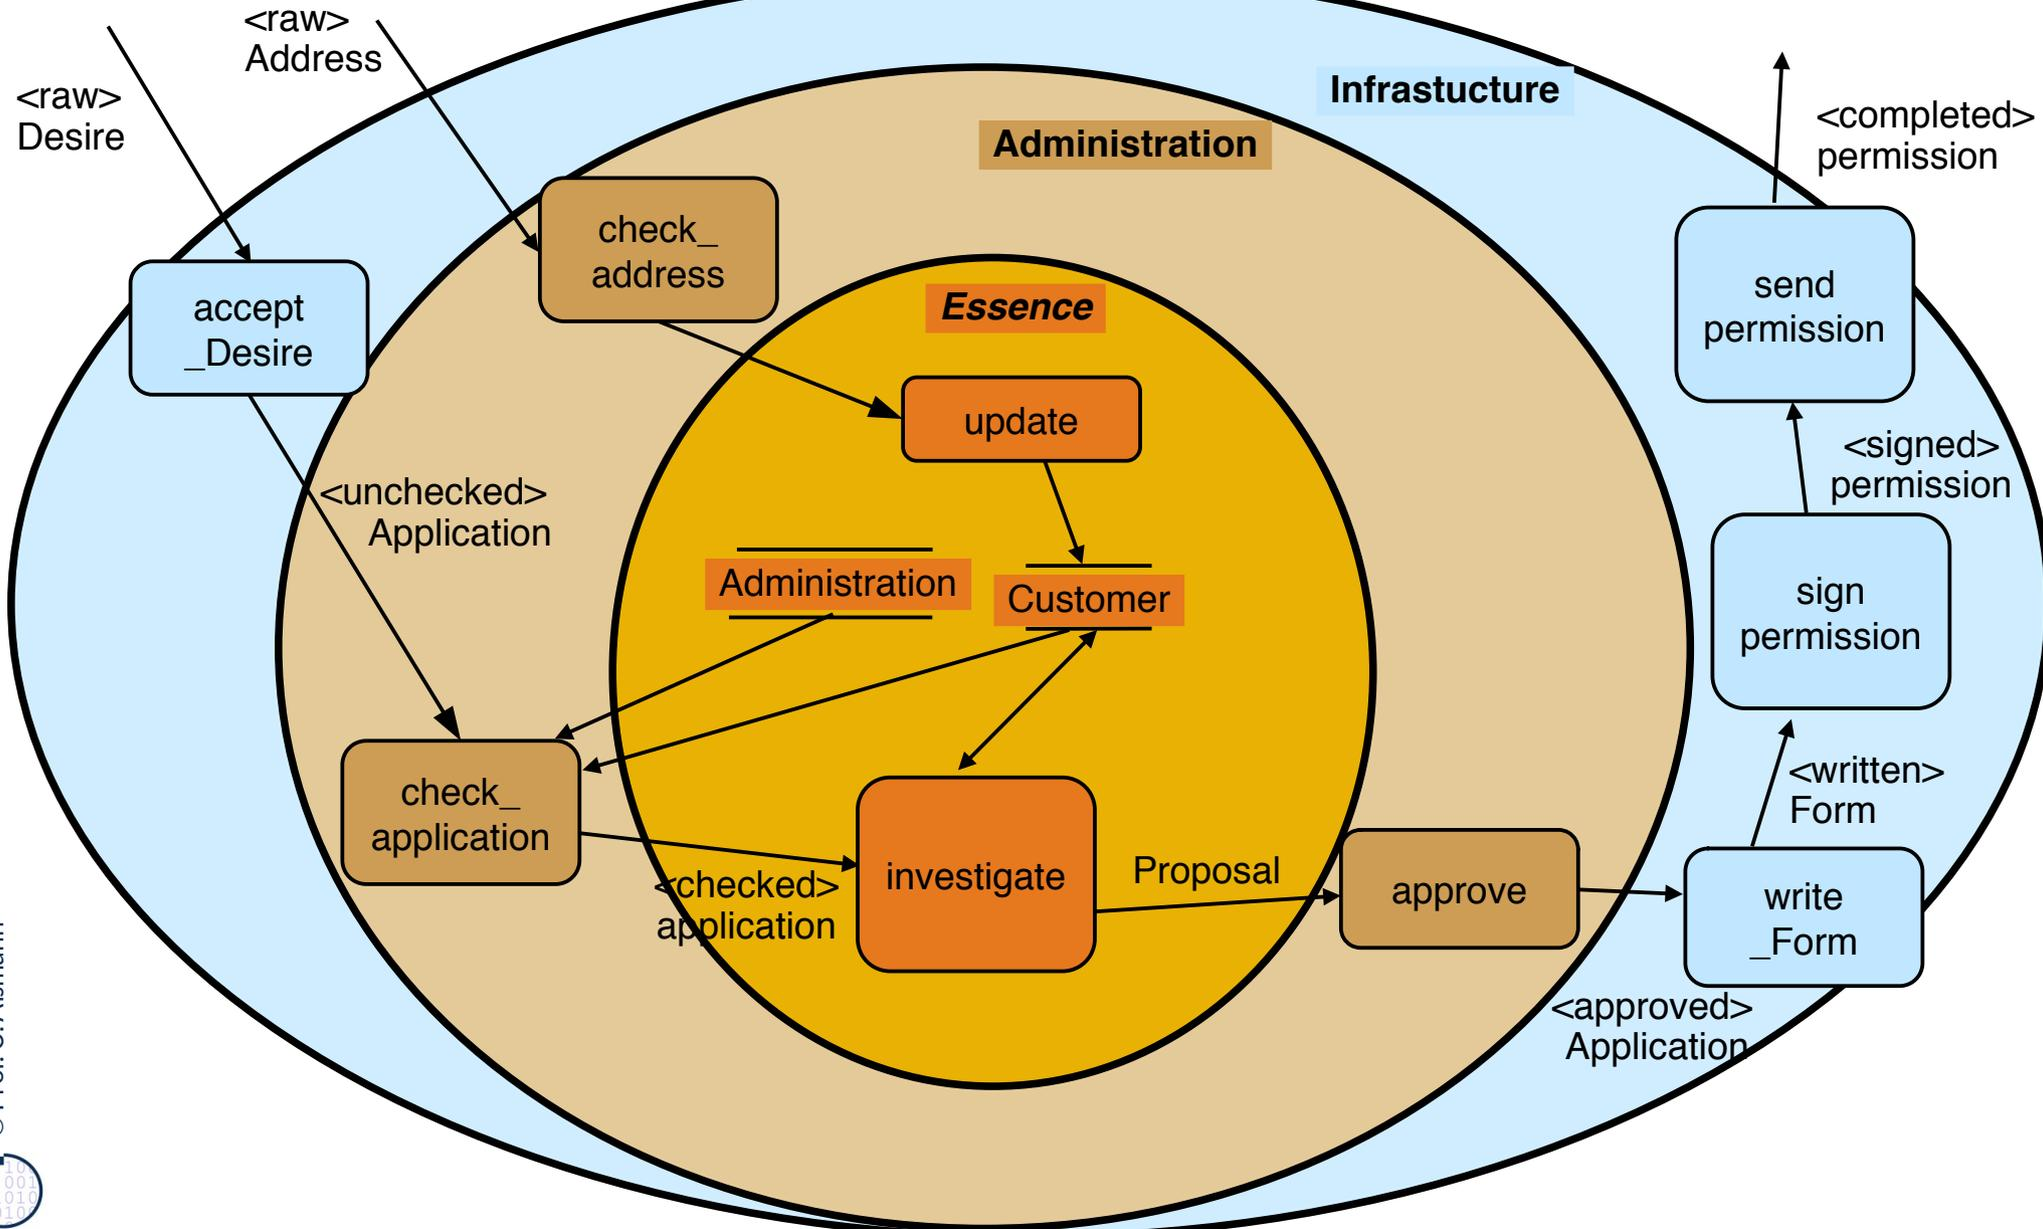 <raw>
Address
<raw>
Desire
Infrastucture
<completed>
permission
Administration
check_
address
accept
_Desire
Essence
send
permission
update
<unchecked>
Application
<signed>
permission
Administration
Customer
sign
permission
check_
application
<written>
Form
investigate
Proposal
approve
write
_Form
<checked>
application
<approved>
Application